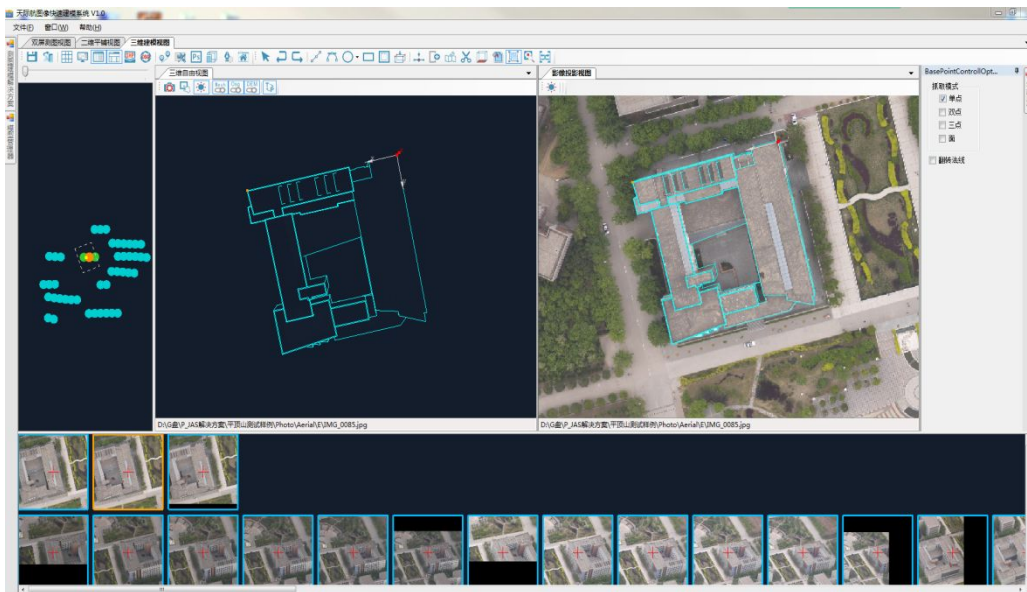 天际航图像快速建模系统 V1.0
文件(F) 窗口(W) 帮助(H)
双屏测图视图 二维平铺视图 三维建模视图
三维自由视图
影像投影视图
BasePointControllOpt...
抓取模式
单点
双点
三点
面
翻转法线
D:\G盘\P_JAS解决方案\平顶山测试样例\Photo\Aerial\E\IMG_0085.jpg
D:\G盘\P_JAS解决方案\平顶山测试样例\Photo\Aerial\E\IMG_0085.jpg